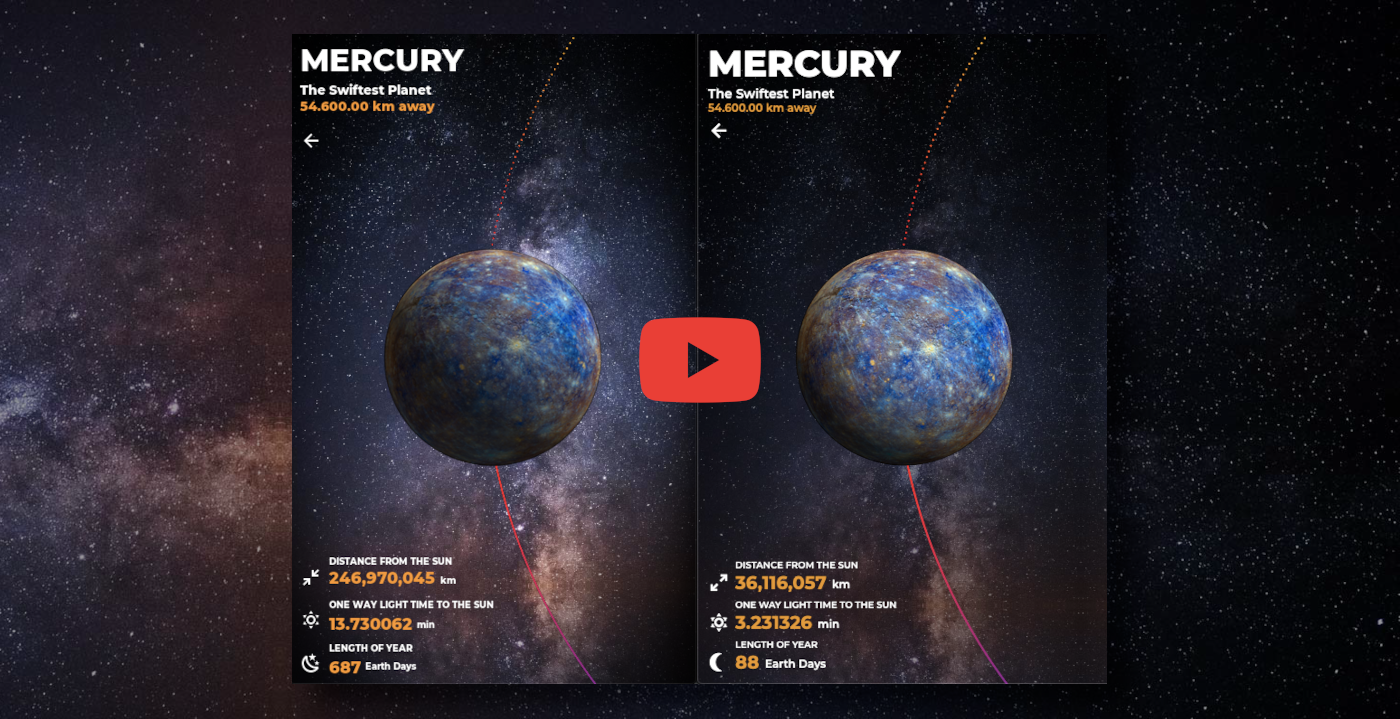 MERCURY
The Swiftest Planet
54.600.00 km away
DISTANCE FROM THE SUN
246,970,045 km
ONE WAY LIGHT TIME TO THE SUN
13.730062 min
LENGTH OF YEAR
687 Earth Days
MERCURY
The Swiftest Planet
54.600.00 km away
DISTANCE FROM THE SUN
36,116,057 km
ONE WAY LIGHT TIME TO THE SUN
3.231326 min
LENGTH OF YEAR
88 Earth Days